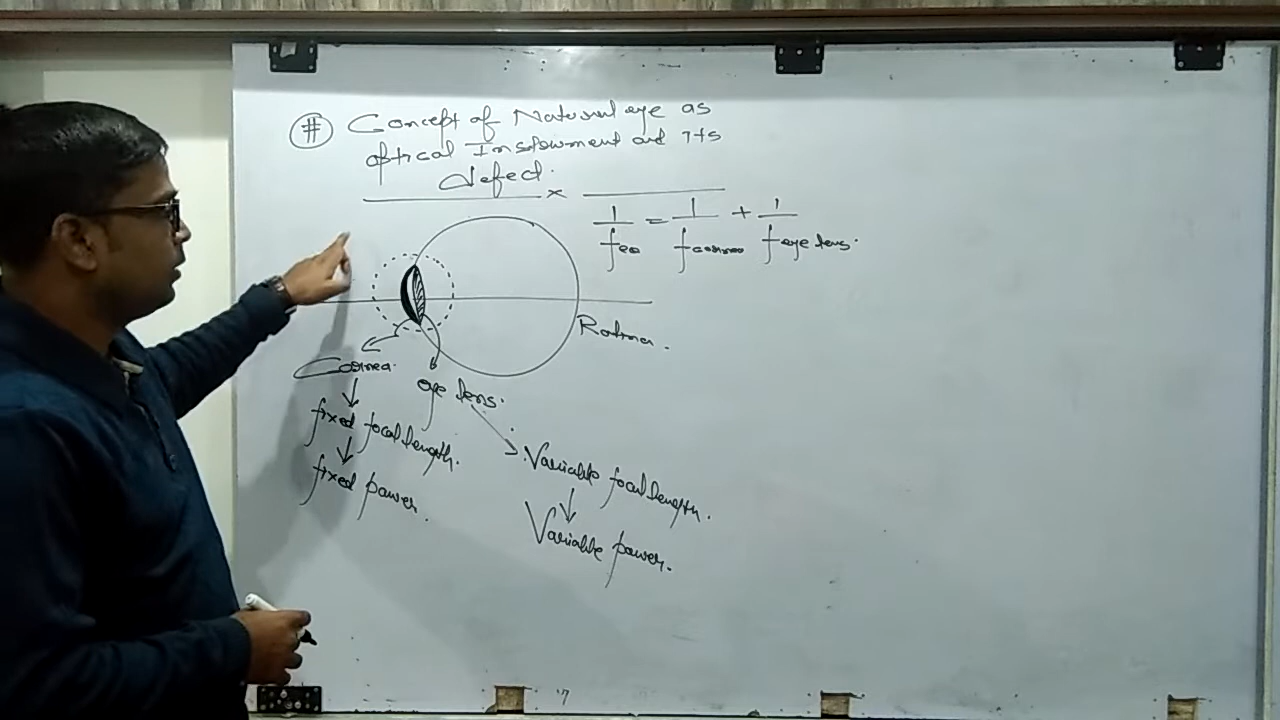 # Concept of Natural eye as
optical Instrument and its
defect.
x
1/feq = 1/fcornea + 1/feye lens.
Retina.
Cornea.
eye lens.
fixed focal length.
Variable focal length.
fixed power.
Variable power.